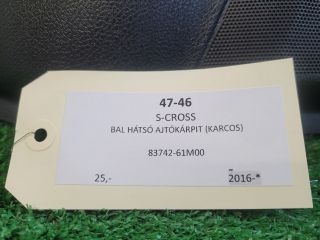 47-46
S-CROSS
BAL HÁTSÓ AJTÓKÁRPIT (KARCOS)
83742-61M00
25,-
2016-*